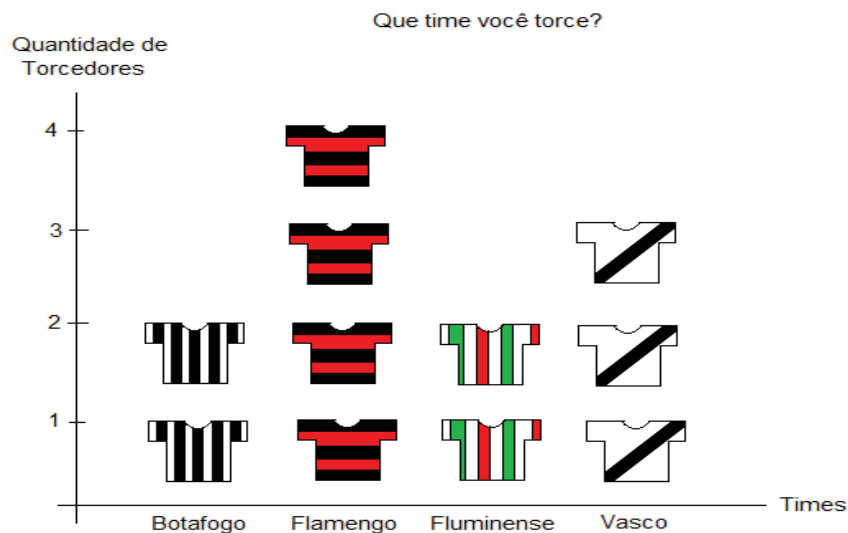 Que time você torce?
Quantidade de
Torcedores
4
3
2
1
Times
Botafogo Flamengo Fluminense Vasco